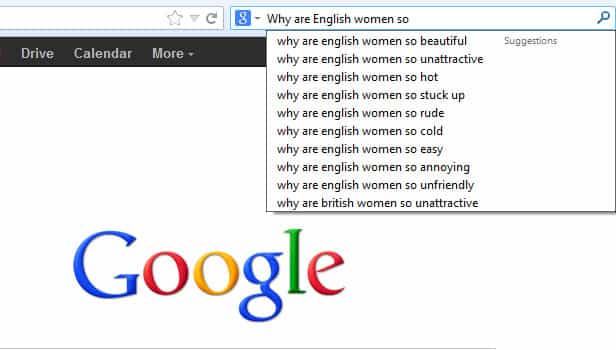 Why are English women so
why are english women so beautiful
Suggestions
why are english women so unattractive
why are english women so hot
why are english women so stuck up
why are english women so rude
why are english women so cold
why are english women so easy
why are english women so annoying
why are english women so unfriendly
why are british women so unattractive
Drive Calendar More
Google